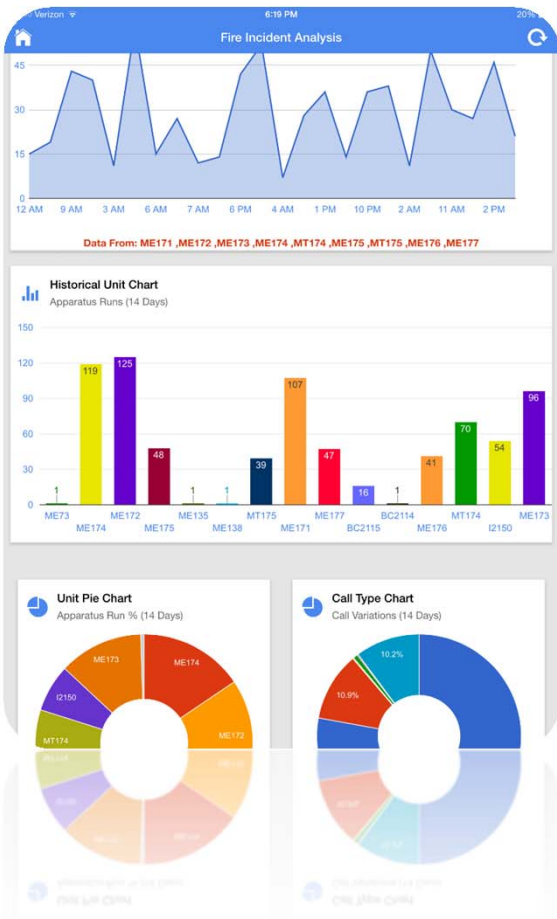 Verizon 6:19 PM 20%
Fire Incident Analysis
45
30
15
0
12 AM 9 AM 3 AM 6 AM 7 AM 6 PM 4 AM 1 PM 10 PM 2 AM 11 AM 2 PM
Data From: ME171 ,ME172 ,ME173 ,ME174 ,MT174 ,ME175 ,MT175 ,ME176 ,ME177
Historical Unit Chart
Apparatus Runs (14 Days)
150
120
90
60
30
0
1 119 125 48 1 1 39 107 47 16 1 41 70 54 96
ME73 ME172 ME135 MT175 ME177 BC2114 MT174 ME173
ME174 ME175 ME138 ME171 BC2115 ME176 I2150
Unit Pie Chart
Apparatus Run % (14 Days)
ME173 ME174
I2150
ME172
MT174
Call Type Chart
Call Variations (14 Days)
10.2%
10.9%